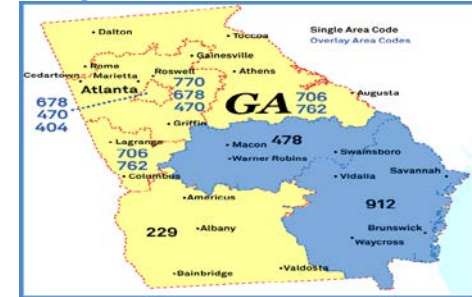 Dalton
Toccoa
Single Area Code
Overlay Area Codes
Gainesville
Rome
Cedartown
Marietta
Roswell
Athens
Atlanta
770
678
470
GA
706
762
Augusta
678
470
404
Griffin
Lagrange
706
762
Columbus
Macon
478
Warner Robins
Swainsboro
Vidalia
Savannah
Americus
912
229
Albany
Brunswick
Waycross
Bainbridge
Valdosta